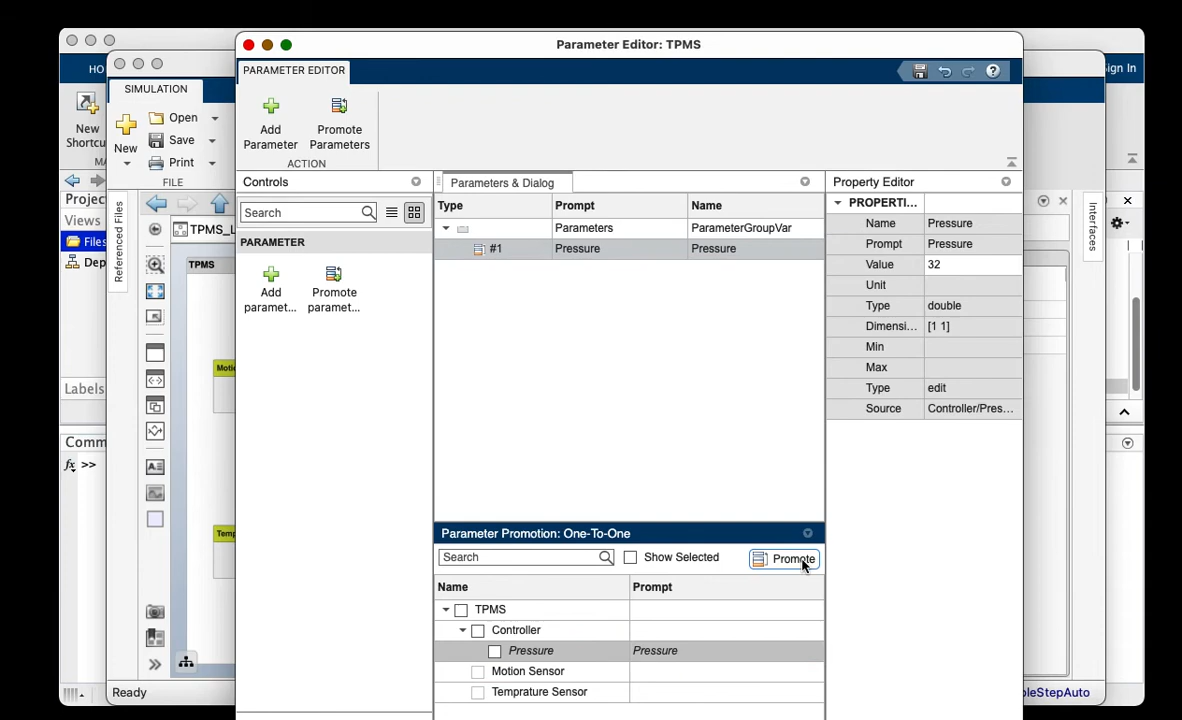 Parameter Editor: TPMS
HO
Sign In
PARAMETER EDITOR
SIMULATION
New
Shortcu
MA
New
Open
Save
Print
FILE
Add
Parameter
Promote
Parameters
ACTION
Projec
Views
Files
Dep
Labels
Comm
fx >>
Referenced Files
TPMS_L
TPMS
Motio
Temp
Ready
Controls
Search
PARAMETER
Add
paramet...
Promote
paramet...
Parameters & Dialog
Type Prompt Name
Parameters ParameterGroupVar
#1 Pressure Pressure
Parameter Promotion: One-To-One
Search
Show Selected
Promote
Name Prompt
TPMS
Controller
Pressure Pressure
Motion Sensor
Temprature Sensor
Property Editor
PROPERTI...
Name Pressure
Prompt Pressure
Value 32
Unit
Type double
Dimensi... [1 1]
Min
Max
Type edit
Source Controller/Pres...
Interfaces
bleStepAuto